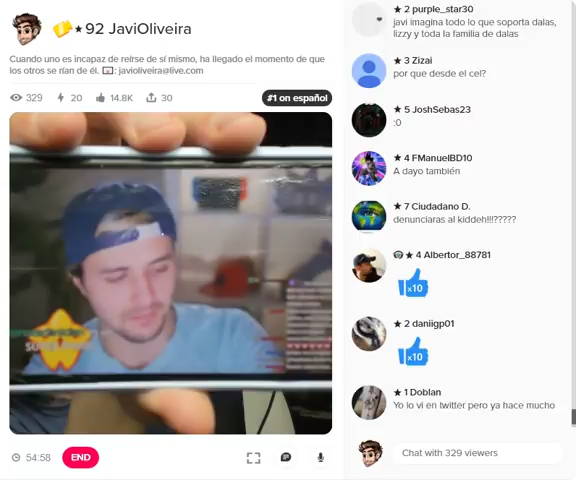 ★ 92 JaviOliveira
Cuando uno es incapaz de reírse de sí mismo, ha llegado el momento de que
los otros se rían de él. 💌: javioliveira@live.com
329 20 14.8K 30 #1 on español
54:58 END
★ 2 purple_star30
javi imagina todo lo que soporta dalas,
lizzy y toda la familia de dalas
★ 3 Zizai
por que desde el cel?
★ 5 JoshSebas23
:0
★ 4 FManuelBD10
A dayo también
★ 7 Ciudadano D.
denunciaras al kiddeh!!!?????
★ 4 Albertor_88781
x10
★ 2 daniigp01
x10
★ 1 Doblan
Yo lo vi en twitter pero ya hace mucho
Chat with 329 viewers